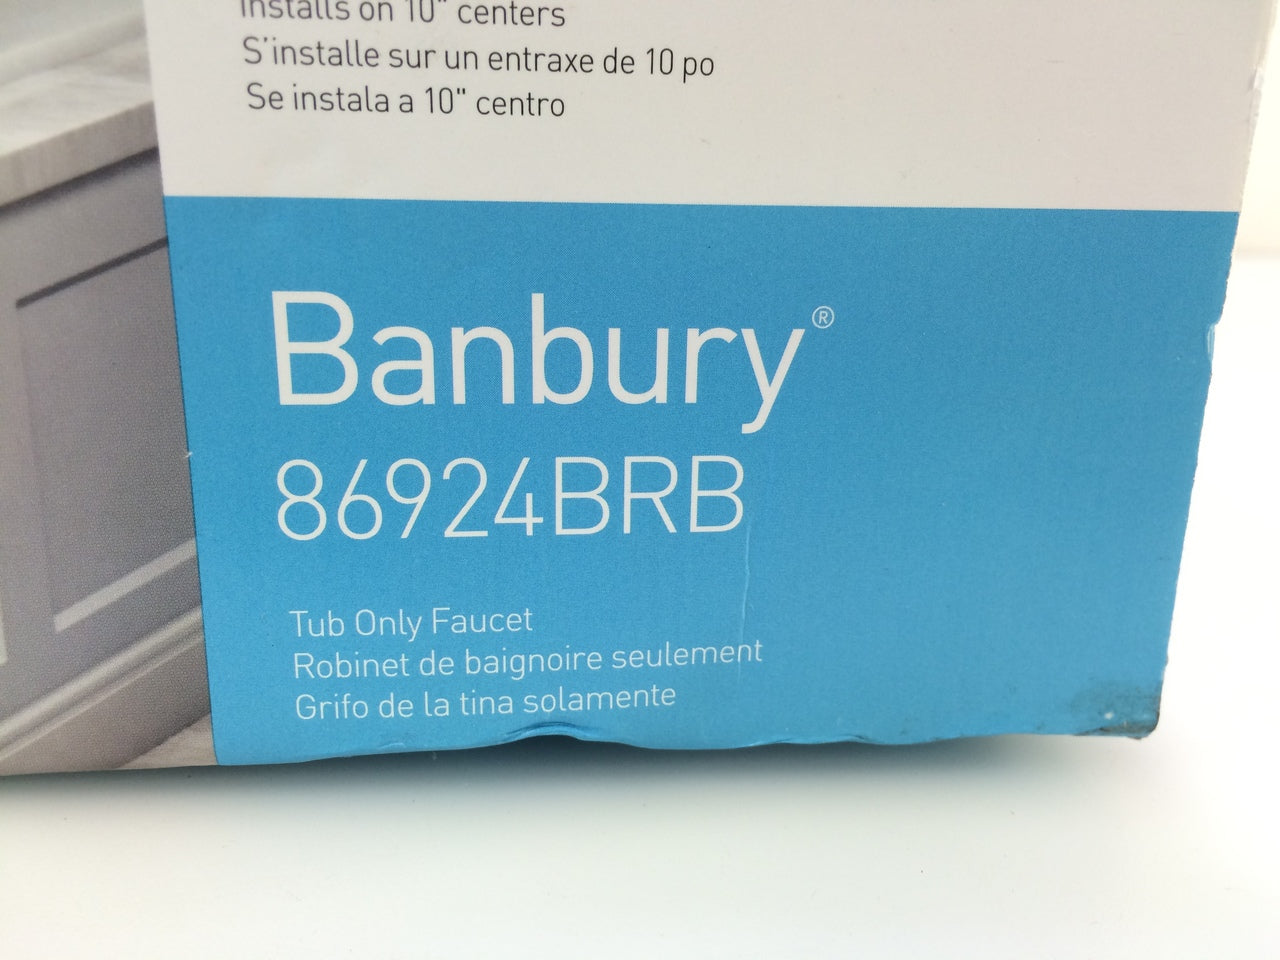 Installs on 10" centers
S'installe sur un entraxe de 10 po
Se instala a 10" centro
Banbury®
86924BRB
Tub Only Faucet
Robinet de baignoire seulement
Grifo de la tina solamente